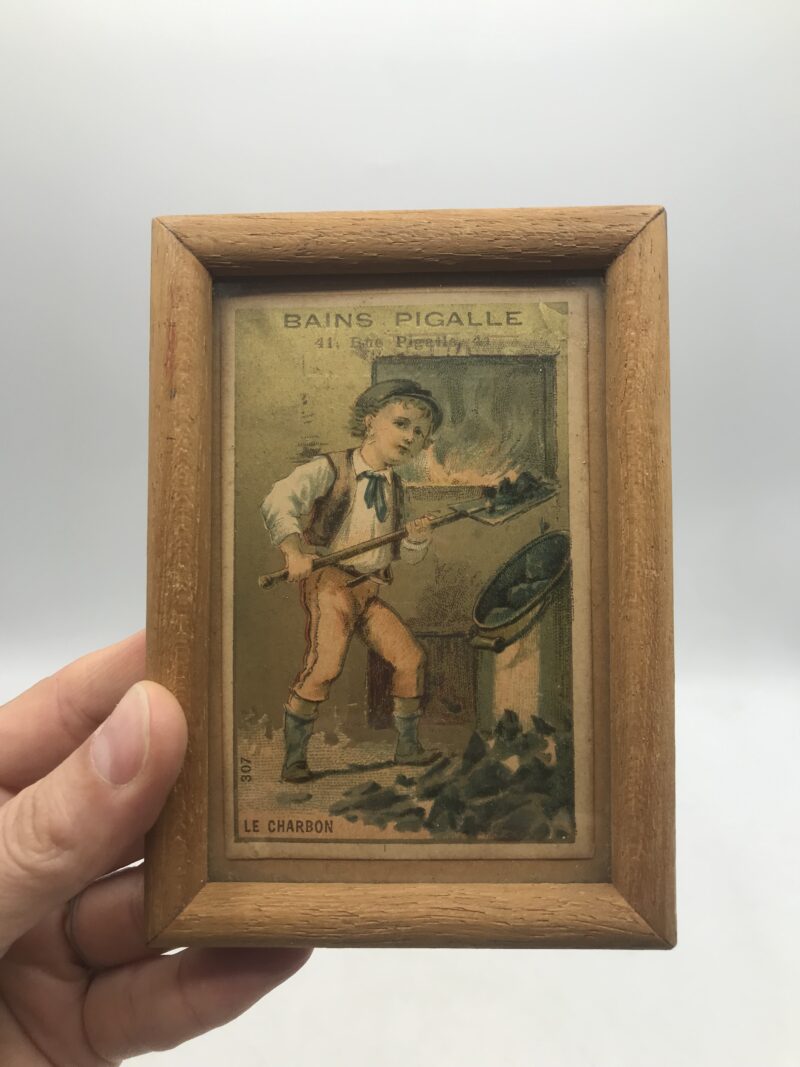 BAINS PIGALLE
41, Rue Pigalle, 41
307
LE CHARBON